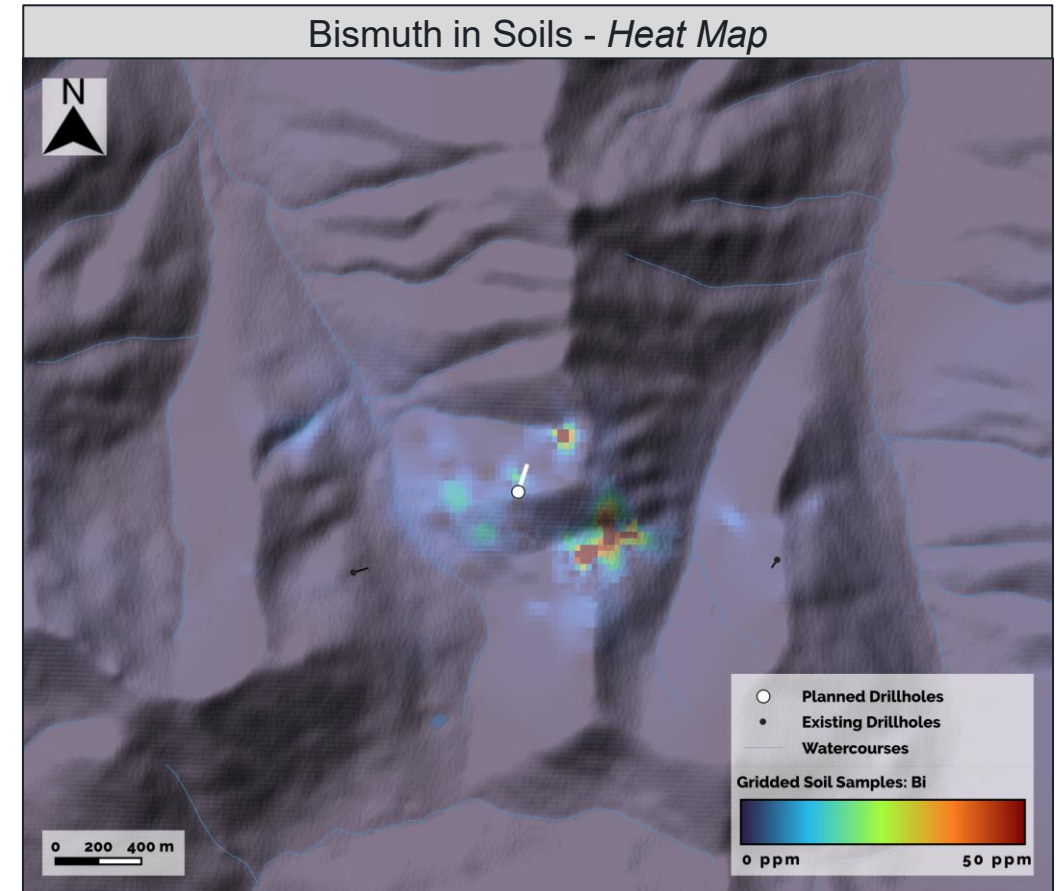 Bismuth in Soils - Heat Map
N
Planned Drillholes
Existing Drillholes
Watercourses
Gridded Soil Samples: Bi
0 ppm 50 ppm
0 200 400 m